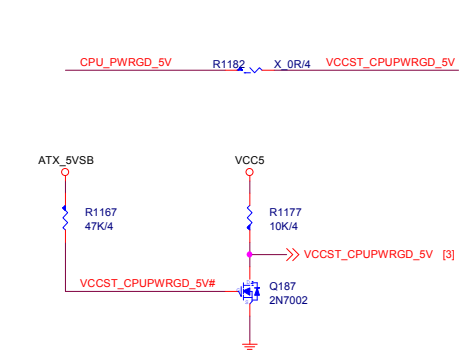 CPU_PWRGD_5V R1182 X_0R/4 VCCST_CPUPWRGD_5V
ATX_5VSB VCC5
R1167 R1177
47K/4 10K/4
VCCST_CPUPWRGD_5V [3]
VCCST_CPUPWRGD_5V# Q187
2N7002